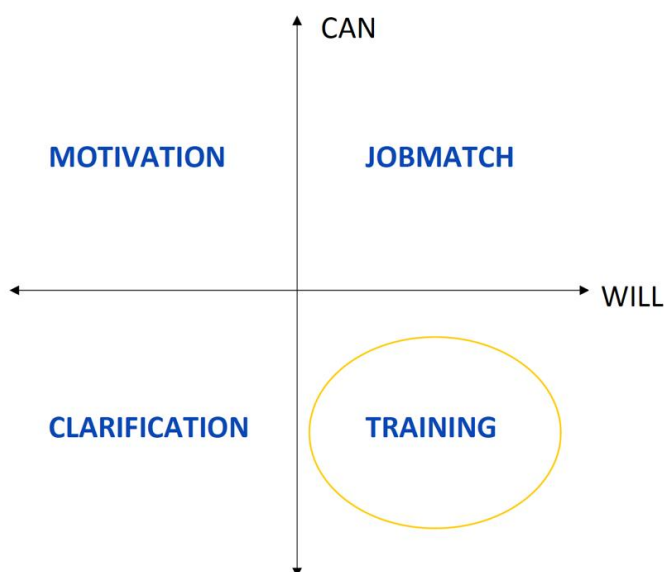 CAN
MOTIVATION
JOBMATCH
WILL
CLARIFICATION
TRAINING